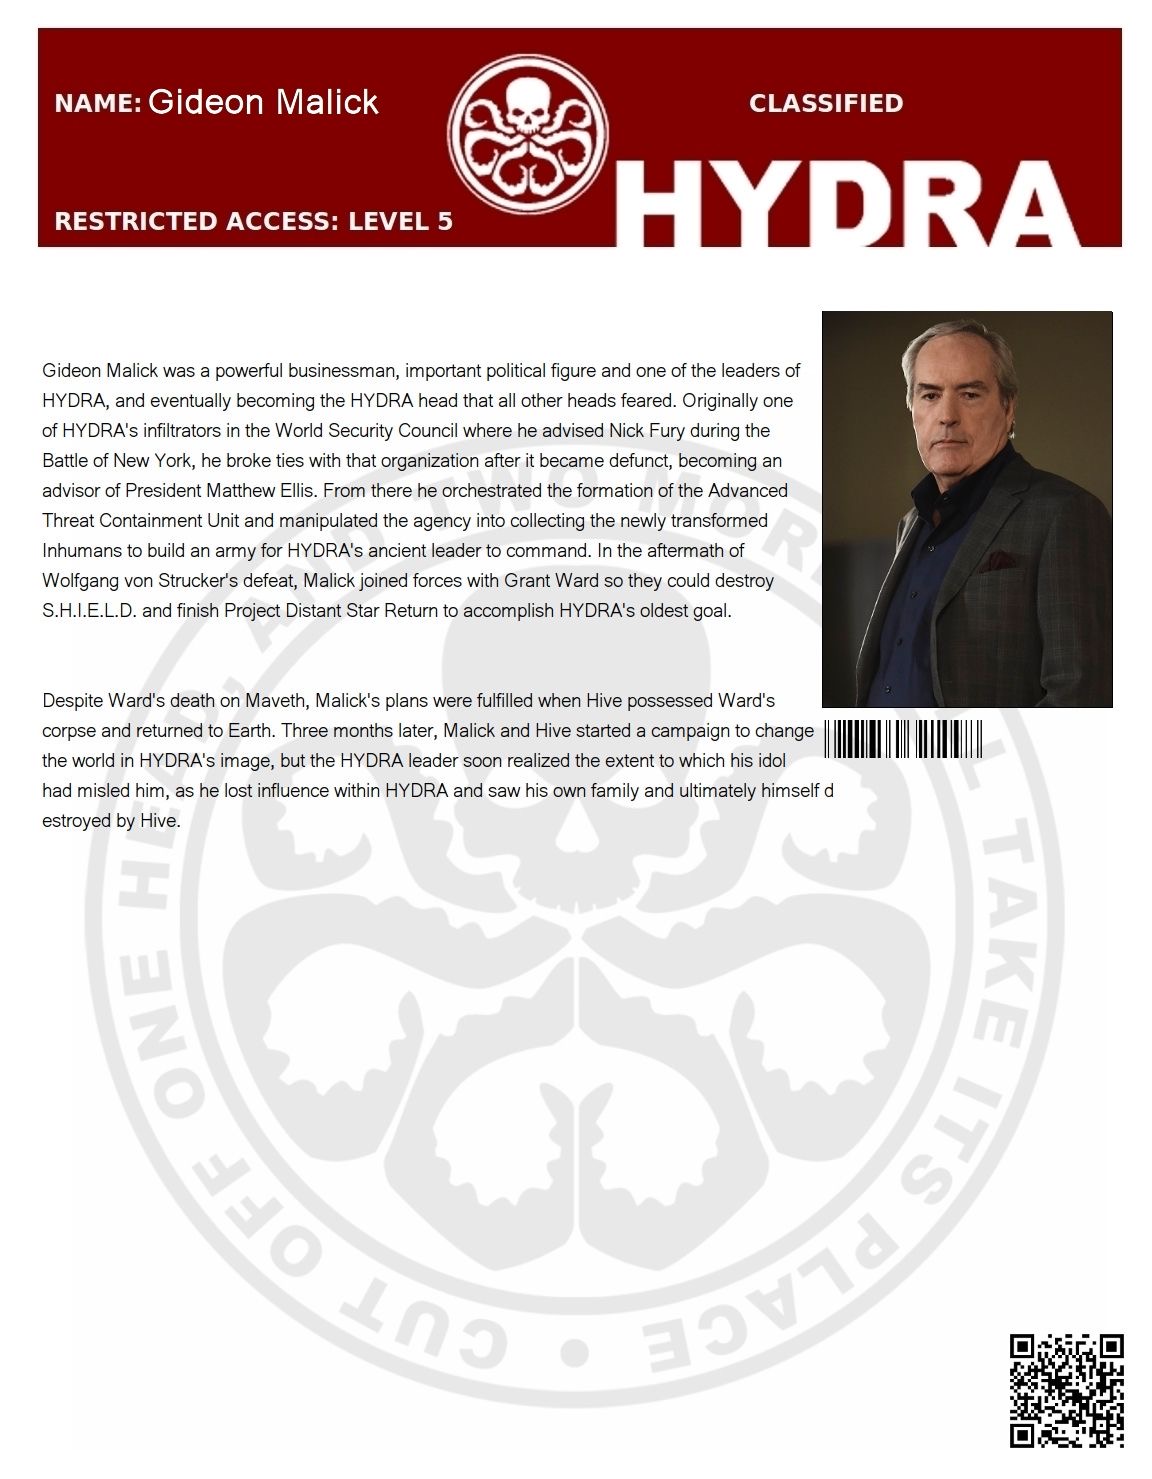 NAME: Gideon Malick
CLASSIFIED
HYDRA
RESTRICTED ACCESS: LEVEL 5
Gideon Malick was a powerful businessman, important political figure and one of the leaders of
HYDRA, and eventually becoming the HYDRA head that all other heads feared. Originally one
of HYDRA's infiltrators in the World Security Council where he advised Nick Fury during the
Battle of New York, he broke ties with that organization after it became defunct, becoming an
advisor of President Matthew Ellis. From there he orchestrated the formation of the Advanced
Threat Containment Unit and manipulated the agency into collecting the newly transformed
Inhumans to build an army for HYDRA's ancient leader to command. In the aftermath of
Wolfgang von Strucker's defeat, Malick joined forces with Grant Ward so they could destroy
S.H.I.E.L.D. and finish Project Distant Star Return to accomplish HYDRA's oldest goal.
Despite Ward's death on Maveth, Malick's plans were fulfilled when Hive possessed Ward's
corpse and returned to Earth. Three months later, Malick and Hive started a campaign to change
the world in HYDRA's image, but the HYDRA leader soon realized the extent to which his idol
had misled him, as he lost influence within HYDRA and saw his own family and ultimately himself d
estroyed by Hive.
CUT OFF ONE HEAD, AND TWO MOR L TAKE ITS PLACE